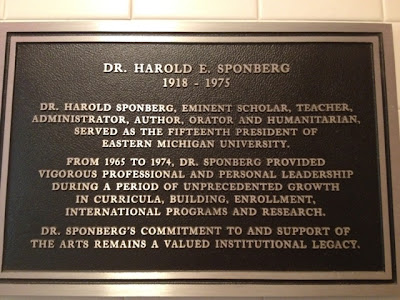 DR. HAROLD E. SPONBERG
1918 - 1975
DR. HAROLD SPONBERG, EMINENT SCHOLAR, TEACHER,
ADMINISTRATOR, AUTHOR, ORATOR AND HUMANITARIAN,
SERVED AS THE FIFTEENTH PRESIDENT OF
EASTERN MICHIGAN UNIVERSITY.
FROM 1965 TO 1974, DR. SPONBERG PROVIDED
VIGOROUS PROFESSIONAL AND PERSONAL LEADERSHIP
DURING A PERIOD OF UNPRECEDENTED GROWTH
IN CURRICULA, BUILDING, ENROLLMENT,
INTERNATIONAL PROGRAMS AND RESEARCH.
DR. SPONBERG'S COMMITMENT TO AND SUPPORT OF
THE ARTS REMAINS A VALUED INSTITUTIONAL LEGACY.